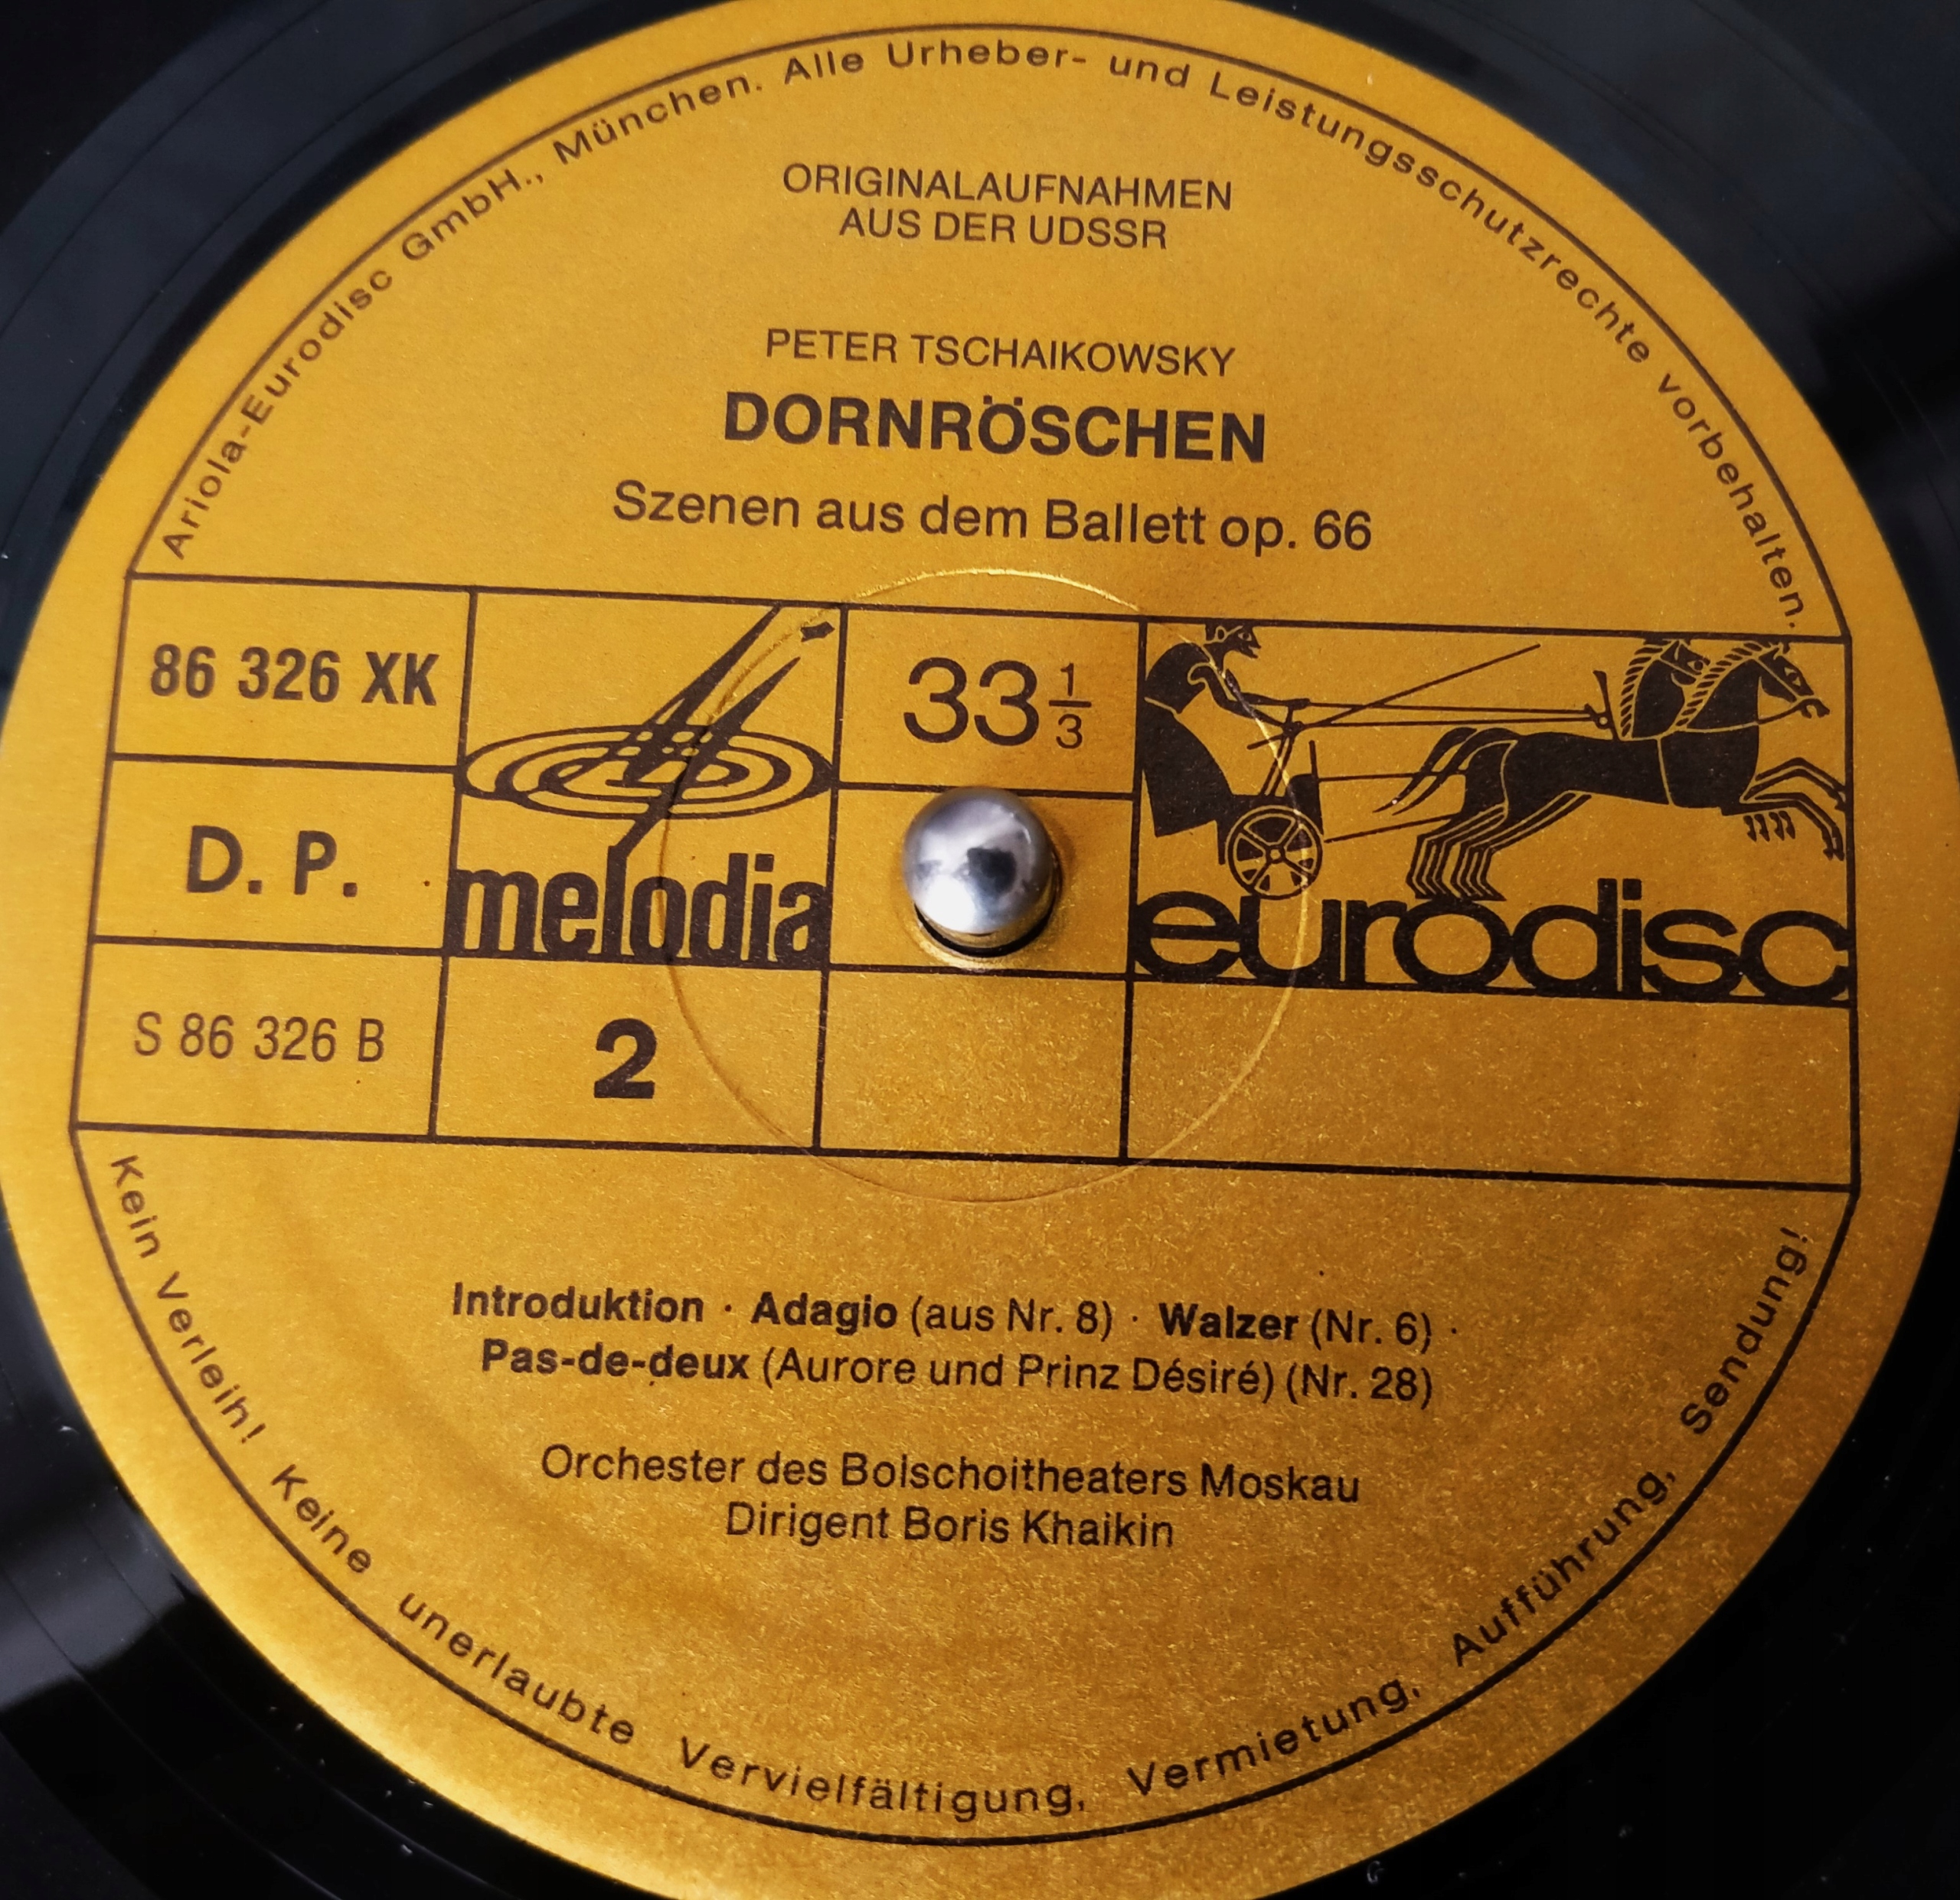 Ariola-Eurodisc GmbH., München. Alle Urheber- und Leistungsschutzrechte vorbehalten.
ORIGINALAUFNAHMEN
AUS DER UDSSR
PETER TSCHAIKOWSKY
DORNRÖSCHEN
Szenen aus dem Ballett op. 66
86 326 XK
D. P.
S 86 326 B
melodia
2
33 1/3
eurodisc
Introduktion · Adagio (aus Nr. 8) · Walzer (Nr. 6) ·
Pas-de-deux (Aurore und Prinz Désiré) (Nr. 28)
Orchester des Bolschoitheaters Moskau
Dirigent Boris Khaikin
Kein Verleih! Keine unerlaubte Vervielfältigung, Vermietung, Aufführung, Sendung!